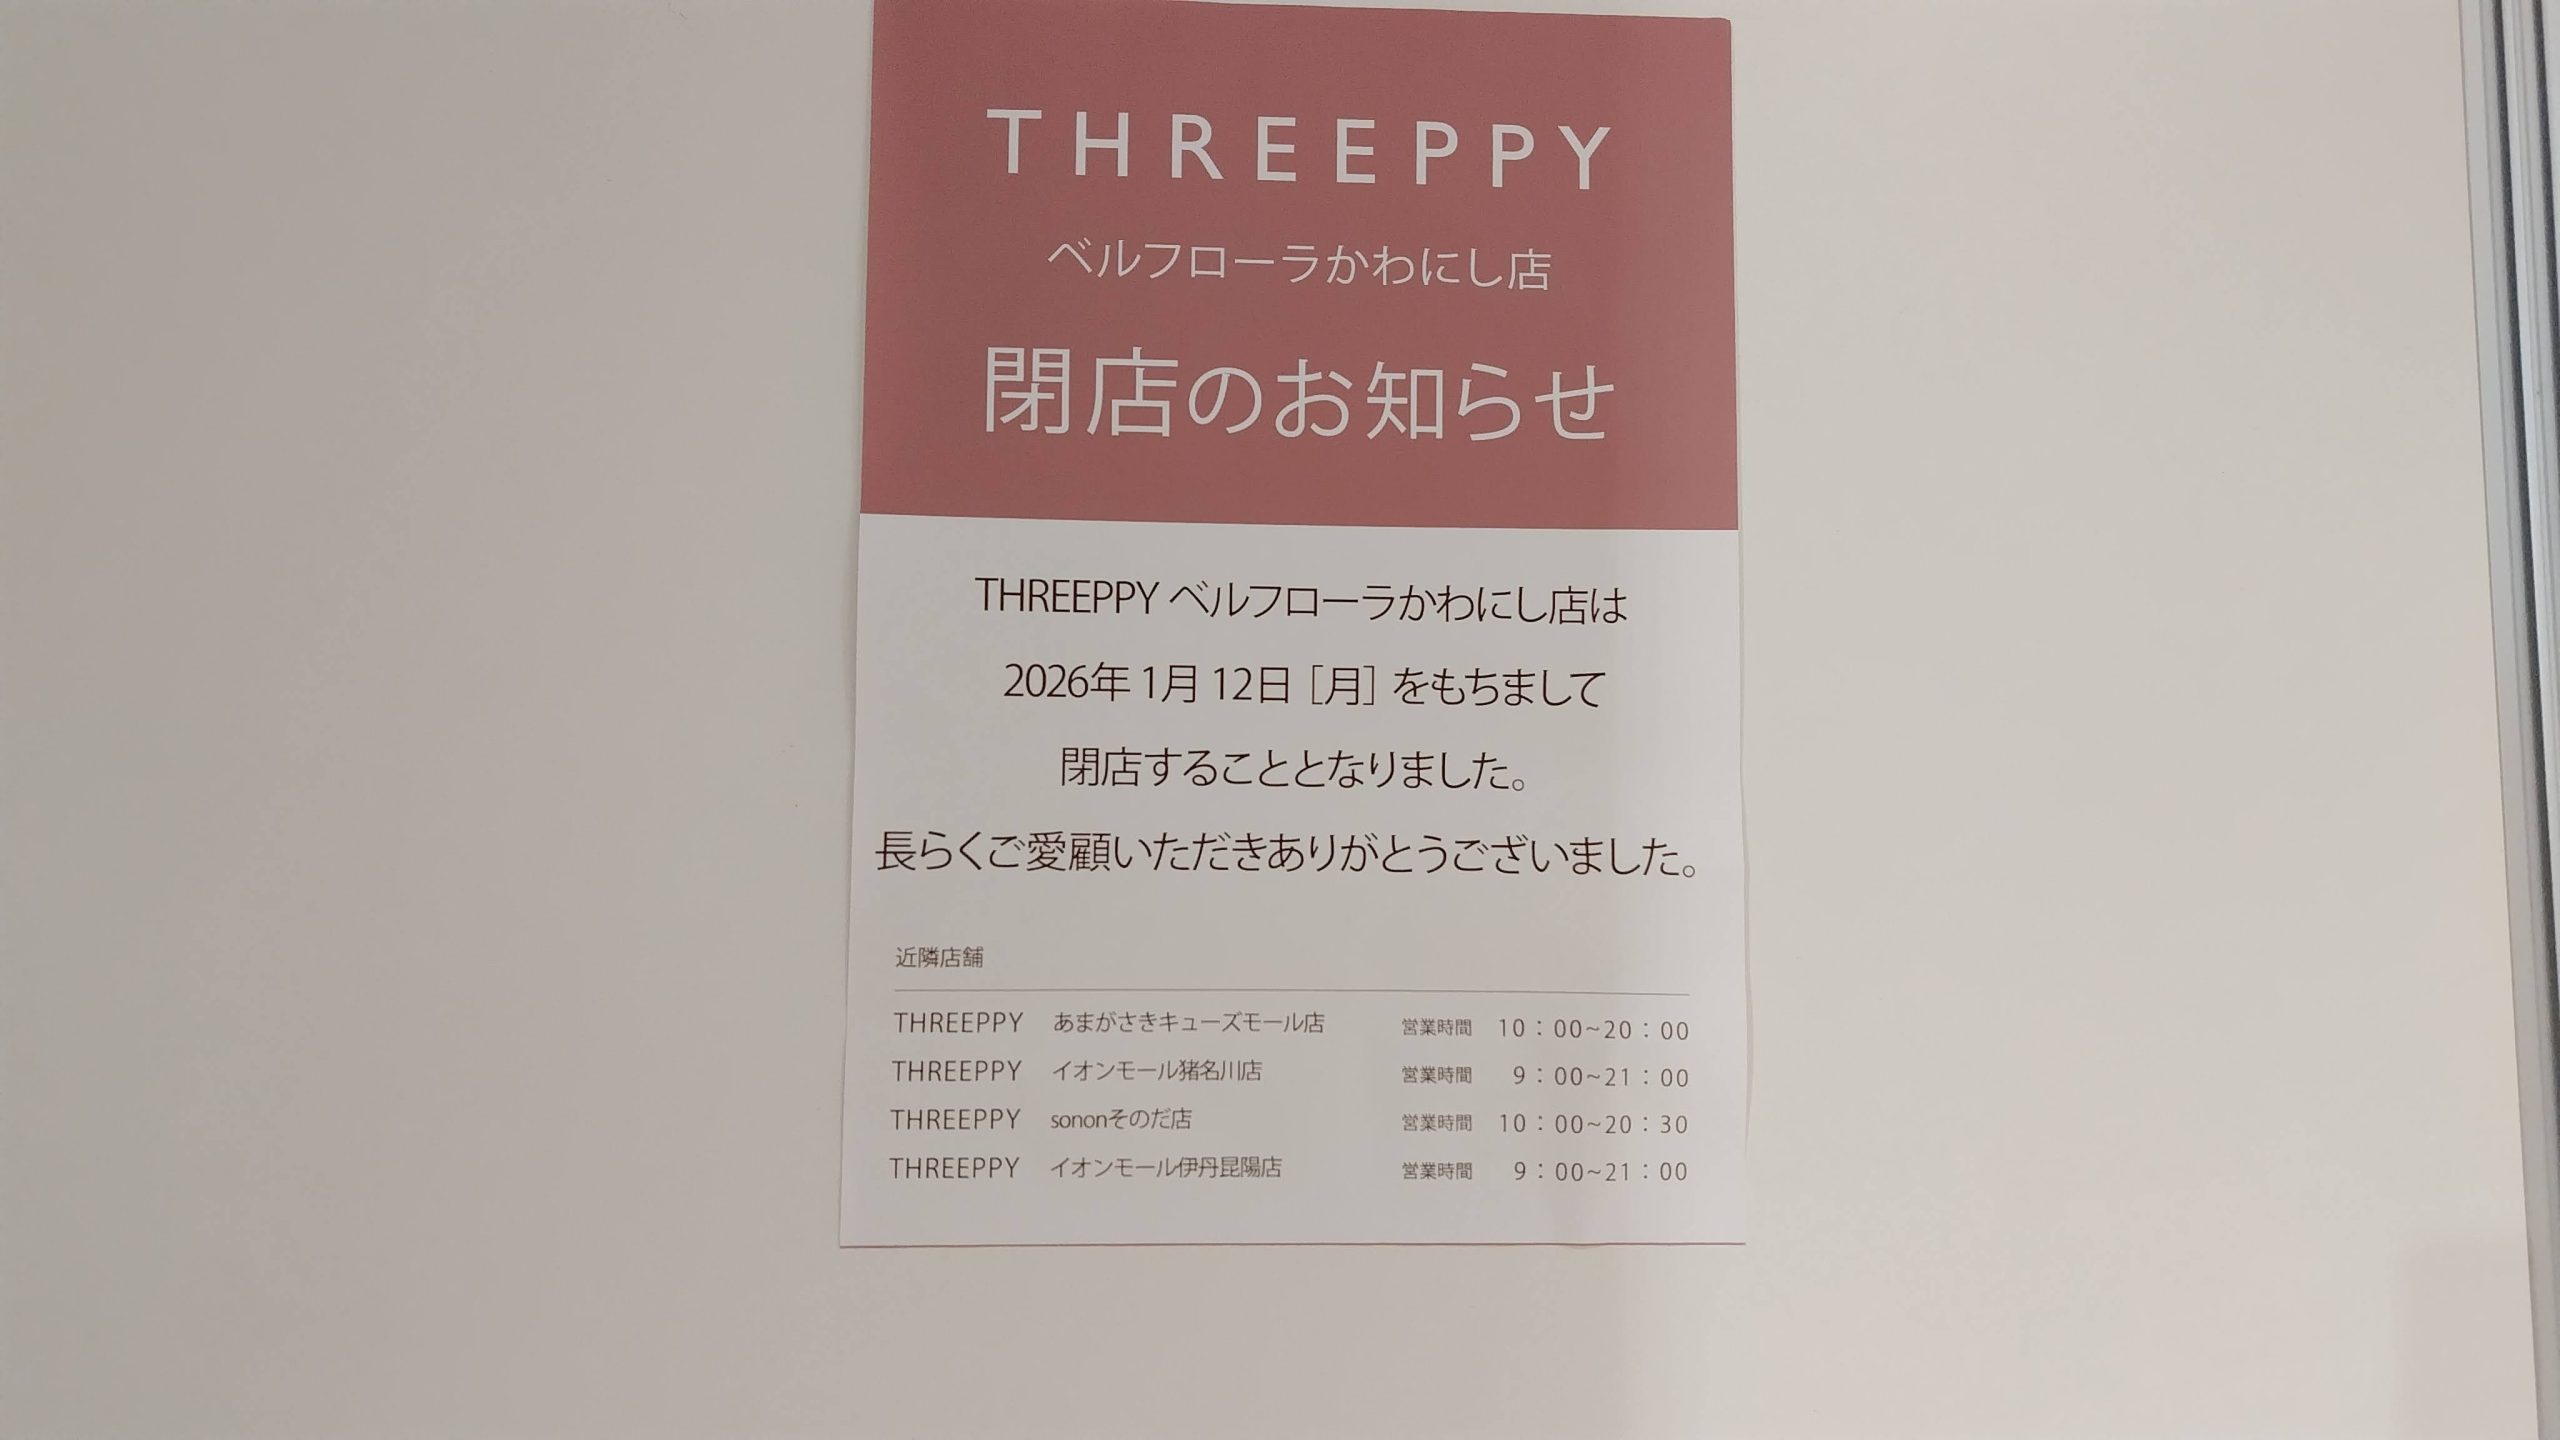 THREEPPY
ベルフローラかわにし店
閉店のお知らせ
THREEPPY ベルフローラかわにし店は
2026年 1月 12日［月］をもちまして
閉店することとなりました。
長らくご愛顧いただきありがとうございました。
近隣店舗
THREEPPY あまがさきキューズモール店 営業時間 10：00~20：00
THREEPPY イオンモール猪名川店 営業時間 9：00~21：00
THREEPPY sononそのだ店 営業時間 10：00~20：30
THREEPPY イオンモール伊丹昆陽店 営業時間 9：00~21：00